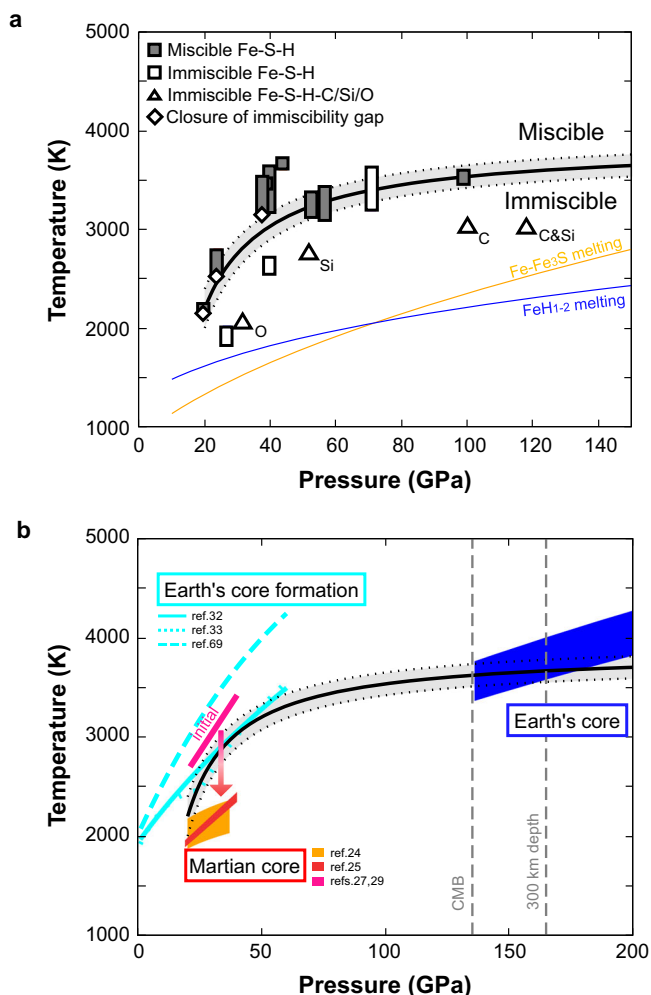 a
5000
4000
3000
2000
1000
Temperature (K)
Miscible Fe-S-H
Immiscible Fe-S-H
Immiscible Fe-S-H-C/Si/O
Closure of immiscibility gap
Miscible
Immiscible
C
C&Si
Si
O
Fe-Fe3S melting
FeH1-2 melting
0 20 40 60 80 100 120 140
Pressure (GPa)
b
5000
4000
3000
2000
1000
Temperature (K)
Earth's core formation
ref.32
ref.33
ref.69
Initial
Earth's core
Martian core
ref.24
ref.25
refs.27,29
CMB
300 km depth
0 50 100 150 200
Pressure (GPa)